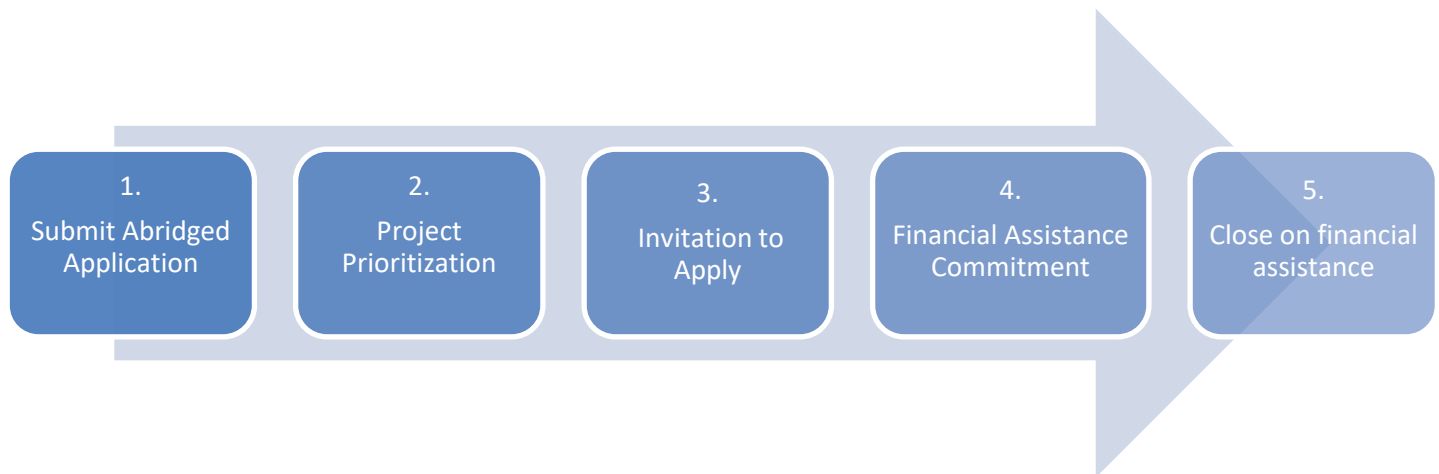 1.
Submit Abridged
Application
2.
Project
Prioritization
3.
Invitation to
Apply
4.
Financial Assistance
Commitment
5.
Close on financial
assistance